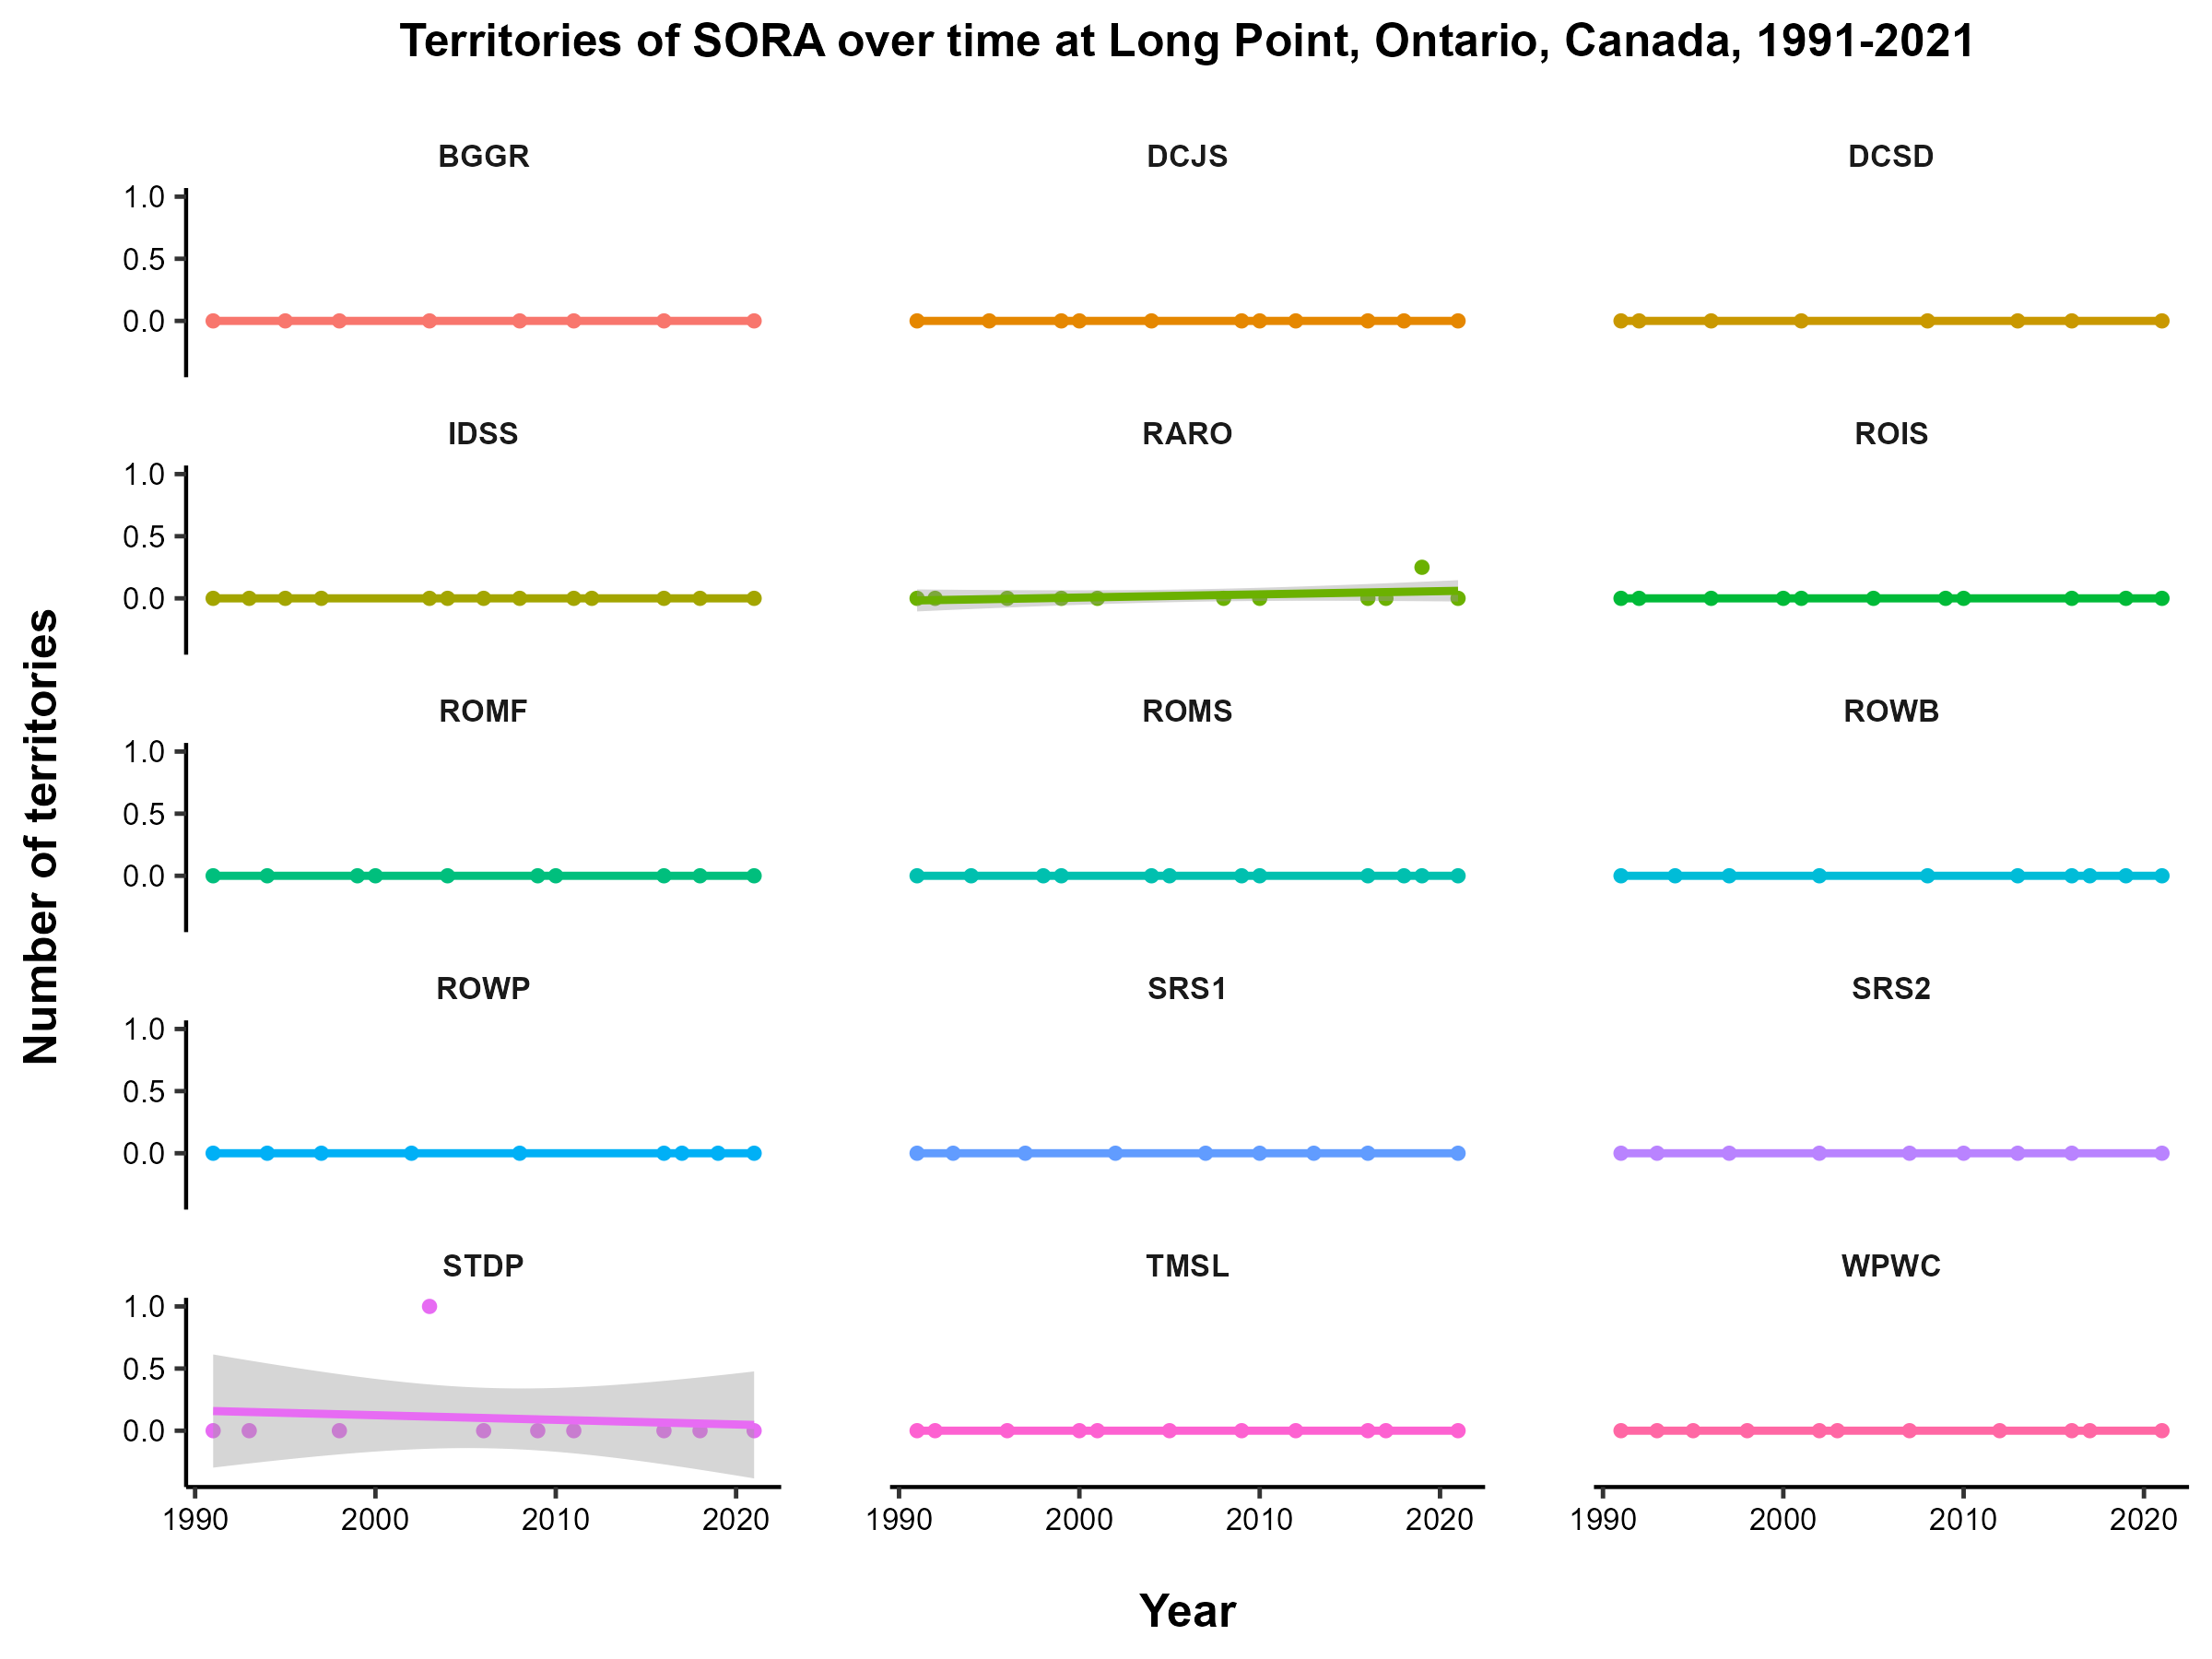 Territories of SORA over time at Long Point, Ontario, Canada, 1991-2021
BGGR DCJS DCSD
1.0
0.5
0.0
IDSS RARO ROIS
1.0
0.5
0.0
ROMF ROMS ROWB
1.0
0.5
0.0
ROWP SRS1 SRS2
1.0
0.5
0.0
STDP TMSL WPWC
1.0
0.5
0.0
1990 2000 2010 2020 1990 2000 2010 2020 1990 2000 2010 2020
Number of territories
Year